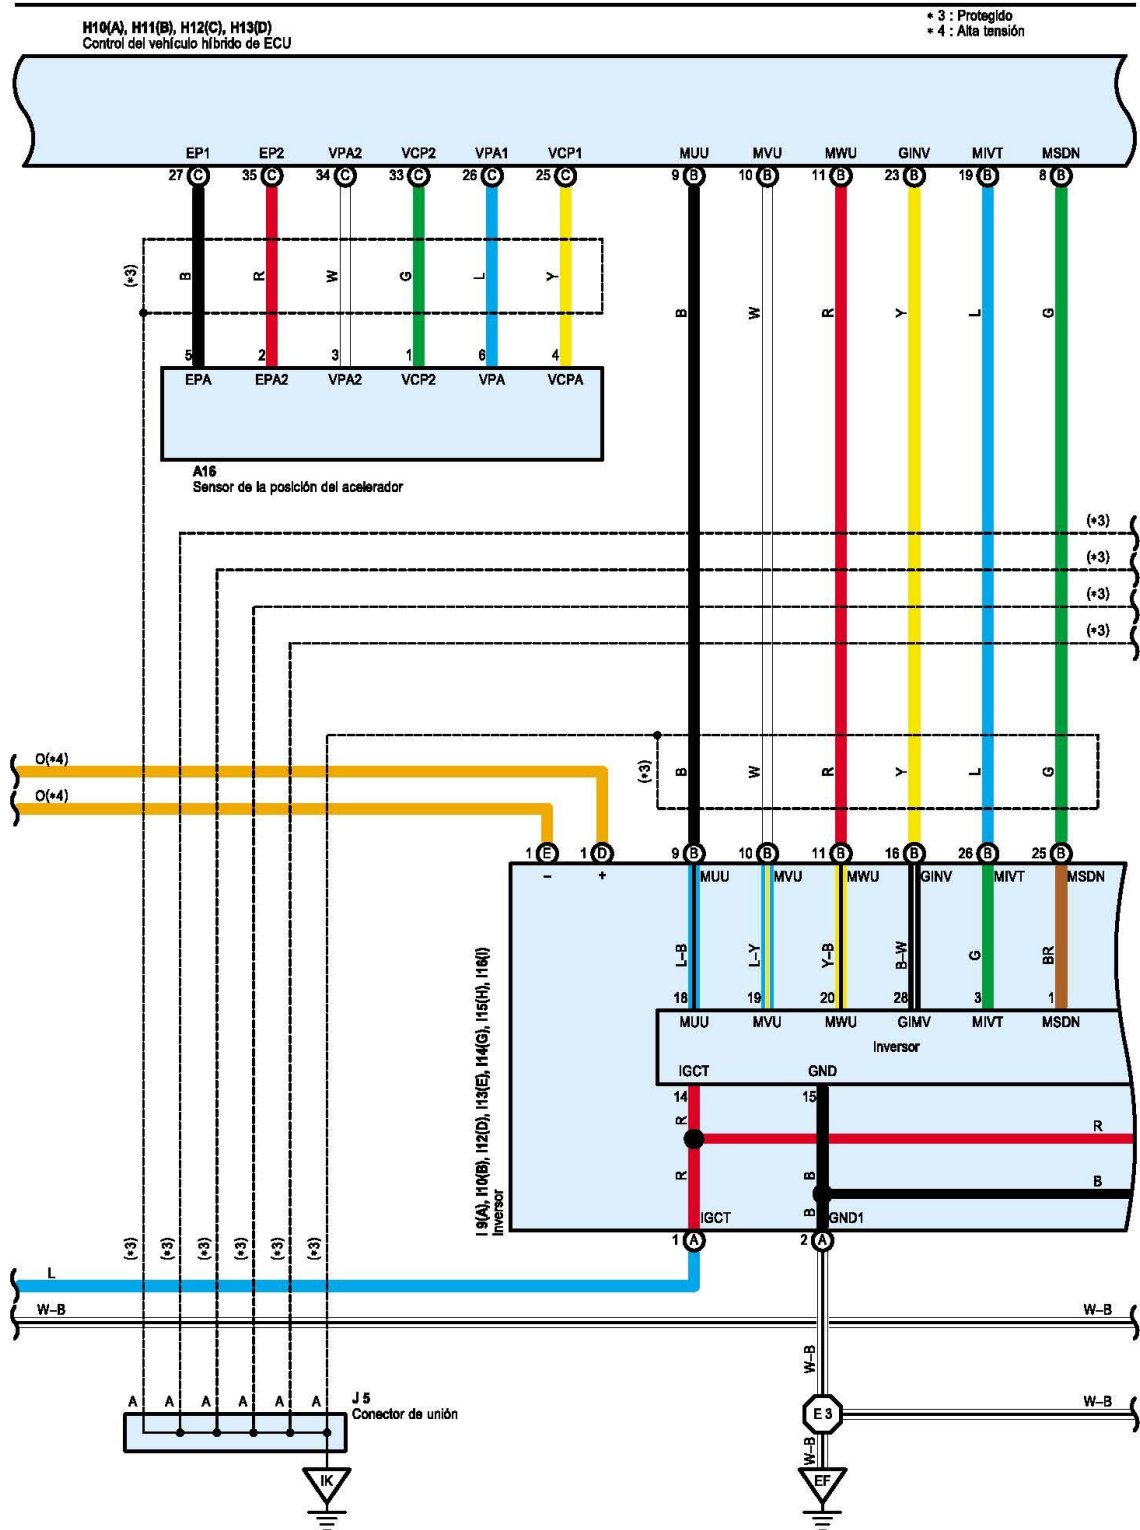 H10(A), H11(B), H12(C), H13(D)
Control del vehículo híbrido de ECU
* 3 : Protegido
* 4 : Alta tensión
EP1 EP2 VPA2 VCP2 VPA1 VCP1 MUU MVU MWU GINV MIVT MSDN
27 C 35 C 34 C 33 C 26 C 25 C 9 B 10 B 11 B 23 B 19 B 8 B
(*3) B R W G L Y
B W R Y L G
5 2 3 1 6 4
EPA EPA2 VPA2 VCP2 VPA VCPA
A16
Sensor de la posición del acelerador
(*3)
(*3)
(*3)
(*3)
O(*4)
O(*4)
(*3) B W R Y L G
1 E 1 D 9 B 10 B 11 B 16 B 26 B 25 B
− + MUU MVU MWU GINV MIVT MSDN
L–B L–Y Y–B B–W G BR
18 19 20 28 3 1
MUU MVU MWU GIMV MIVT MSDN
Inversor
IGCT GND
14 15
R
R
R B
B
B
I 9(A), I10(B), I12(D), I13(E), I14(G), I15(H), I16(I)
Inversor
IGCT GND1
1 A 2 A
(*3) (*3) (*3) (*3) (*3) (*3)
L
W–B W–B
W–B
A A A A A A
J 5
Conector de unión
E 3
W–B
W–B
IK EF